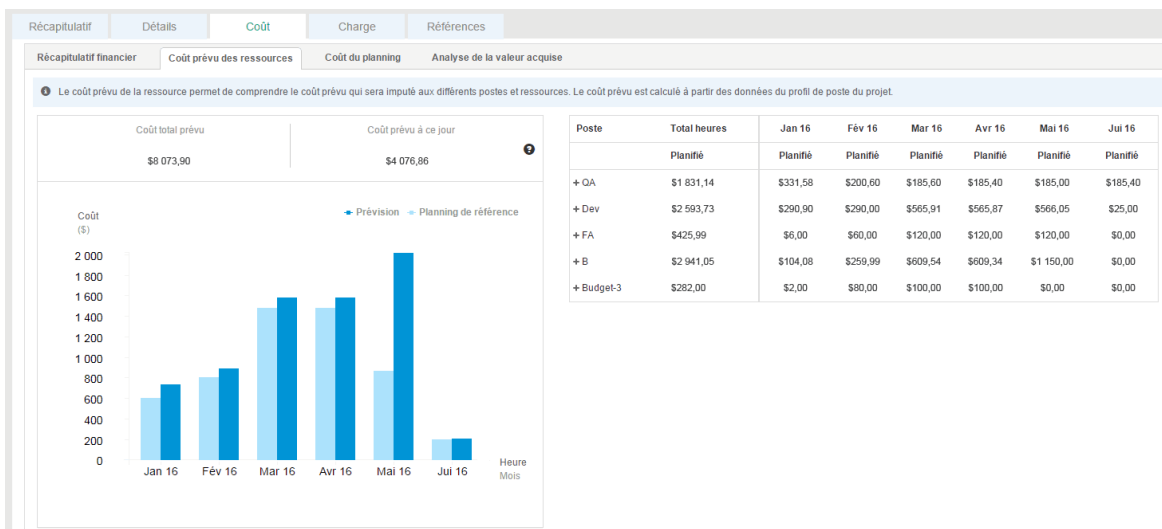 Récapitulatif Détails Coût Charge Références
Récapitulatif financier Coût prévu des ressources Coût du planning Analyse de la valeur acquise
Le coût prévu de la ressource permet de comprendre le coût prévu qui sera imputé aux différents postes et ressources. Le coût prévu est calculé à partir des données du profil de poste du projet.
Coût total prévu Coût prévu à ce jour
$8 073,90 $4 076,86
Coût
($)
Prévision Planning de référence
2 000
1 800
1 600
1 400
1 200
1 000
800
600
400
200
0
Jan 16 Fév 16 Mar 16 Avr 16 Mai 16 Jui 16
Heure
Mois
Poste Total heures Jan 16 Fév 16 Mar 16 Avr 16 Mai 16 Jui 16
Planifié Planifié Planifié Planifié Planifié Planifié Planifié
+ QA $1 831,14 $331,58 $200,60 $185,60 $185,40 $185,00 $185,40
+ Dev $2 593,73 $290,90 $290,00 $565,91 $565,87 $566,05 $25,00
+ FA $425,99 $6,00 $60,00 $120,00 $120,00 $120,00 $0,00
+ B $2 941,05 $104,08 $259,99 $609,54 $609,34 $1 150,00 $0,00
+ Budget-3 $282,00 $2,00 $80,00 $100,00 $100,00 $0,00 $0,00